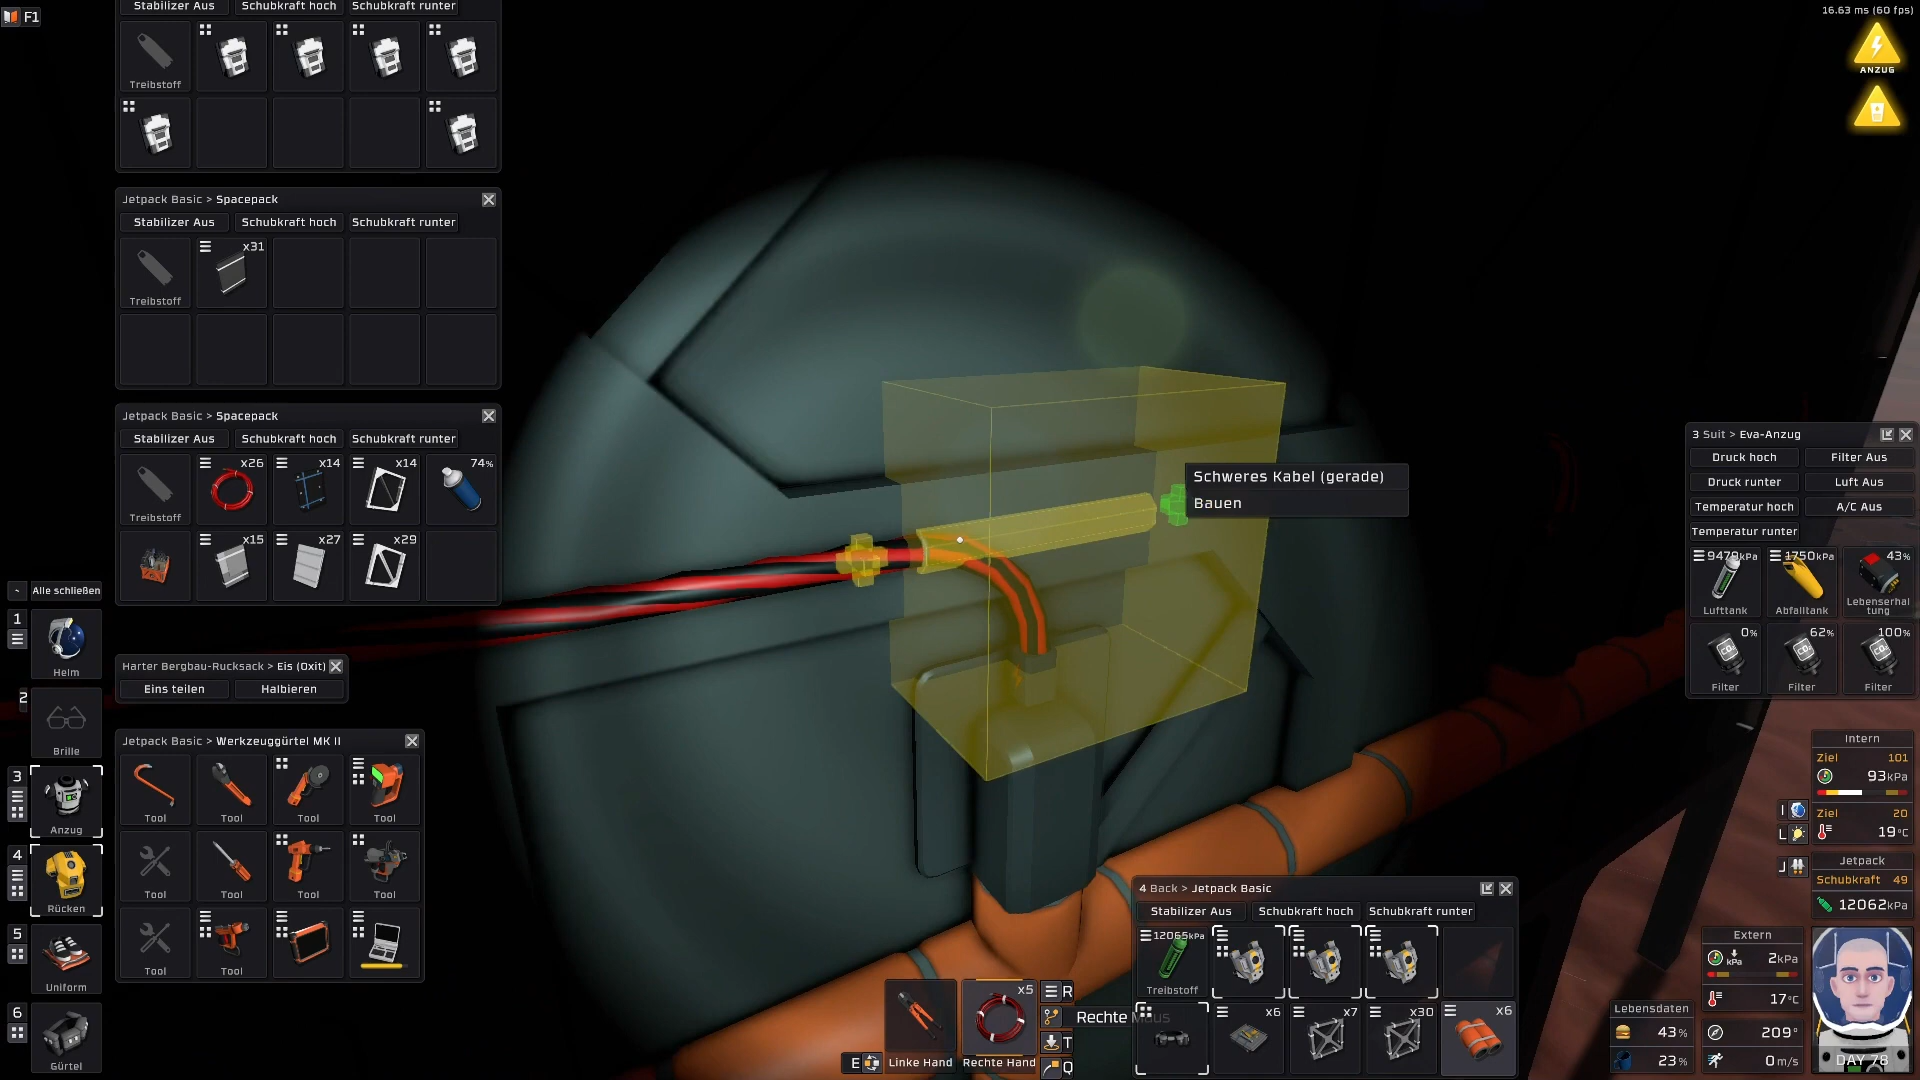 F1
16.63 ms (60 fps)
Stabilizer Aus
Schubkraft hoch
Schubkraft runter
Treibstoff
ANZUG
Jetpack Basic > Spacepack
Stabilizer Aus
Schubkraft hoch
Schubkraft runter
x31
Treibstoff
Jetpack Basic > Spacepack
Stabilizer Aus
Schubkraft hoch
Schubkraft runter
x26
x14
x14
74%
Treibstoff
x15
x27
x29
Schweres Kabel (gerade)
Bauen
~
Alle schließen
1
Helm
2
Brille
3
Anzug
4
Rücken
5
Uniform
6
Gürtel
Harter Bergbau-Rucksack > Eis (Oxit)
Eins teilen
Halbieren
Jetpack Basic > Werkzeuggürtel MK II
Tool
Tool
Tool
Tool
Tool
Tool
Tool
Tool
Tool
Tool
3 Suit > Eva-Anzug
Druck hoch
Filter Aus
Druck runter
Luft Aus
Temperatur hoch
A/C Aus
Temperatur runter
9479kPa
1750kPa
43%
Lufttank
Abfalltank
Lebenserhaltung
0%
62%
100%
CO₂
CO₂
CO₂
Filter
Filter
Filter
Intern
Ziel 101
93kPa
Ziel 20
19°C
I
L
J
Jetpack
Schubkraft 49
12062kPa
Extern
kPa
2kPa
17°C
209°
0m/s
Lebensdaten
43%
23%
DAY 78
4 Back > Jetpack Basic
Stabilizer Aus
Schubkraft hoch
Schubkraft runter
12065kPa
Treibstoff
x6
x7
x30
x6
E
Linke Hand
x5
Rechte Hand
R
Rechte
T
Q